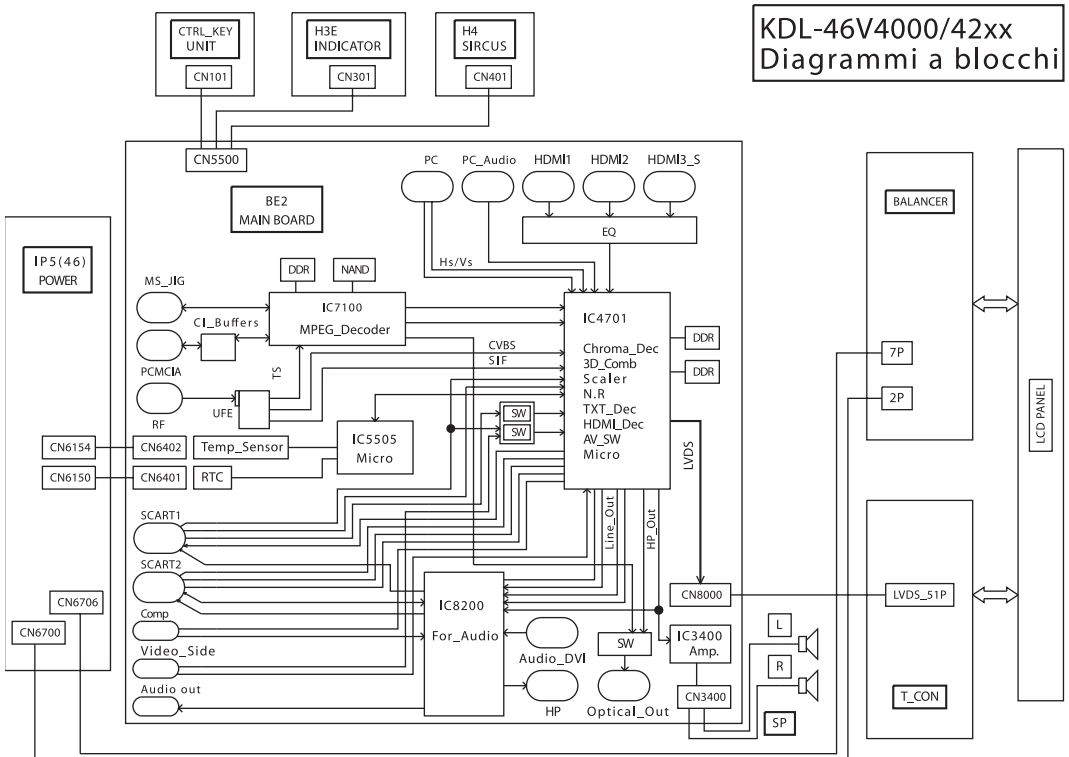 KDL-46V4000/42xx
Diagrammi a blocchi
CTRL_KEY
UNIT
CN101
H3E
INDICATOR
CN301
H4
SIRCUS
CN401
CN5500
BE2
MAIN BOARD
PC
PC_Audio
HDMI1
HDMI2
HDMI3_S
EQ
Hs/Vs
BALANCER
7P
2P
LCD PANEL
IP5(46)
POWER
MS_JIG
DDR
NAND
IC7100
MPEG_Decoder
CI_Buffers
PCMCIA
TS
CVBS
SIF
UFE
RF
IC4701
Chroma_Dec
3D_Comb
Scaler
N.R
TXT_Dec
HDMI_Dec
AV_SW
Micro
DDR
DDR
SW
SW
LVDS
CN6154
CN6402
Temp_Sensor
IC5505
Micro
CN6150
CN6401
RTC
SCART1
SCART2
Line_Out
HP_Out
CN6706
CN6700
Comp
Video_Side
Audio out
IC8200
For_Audio
Audio_DVI
HP
SW
Optical_Out
CN8000
IC3400
Amp.
CN3400
L
R
SP
LVDS_51P
T_CON